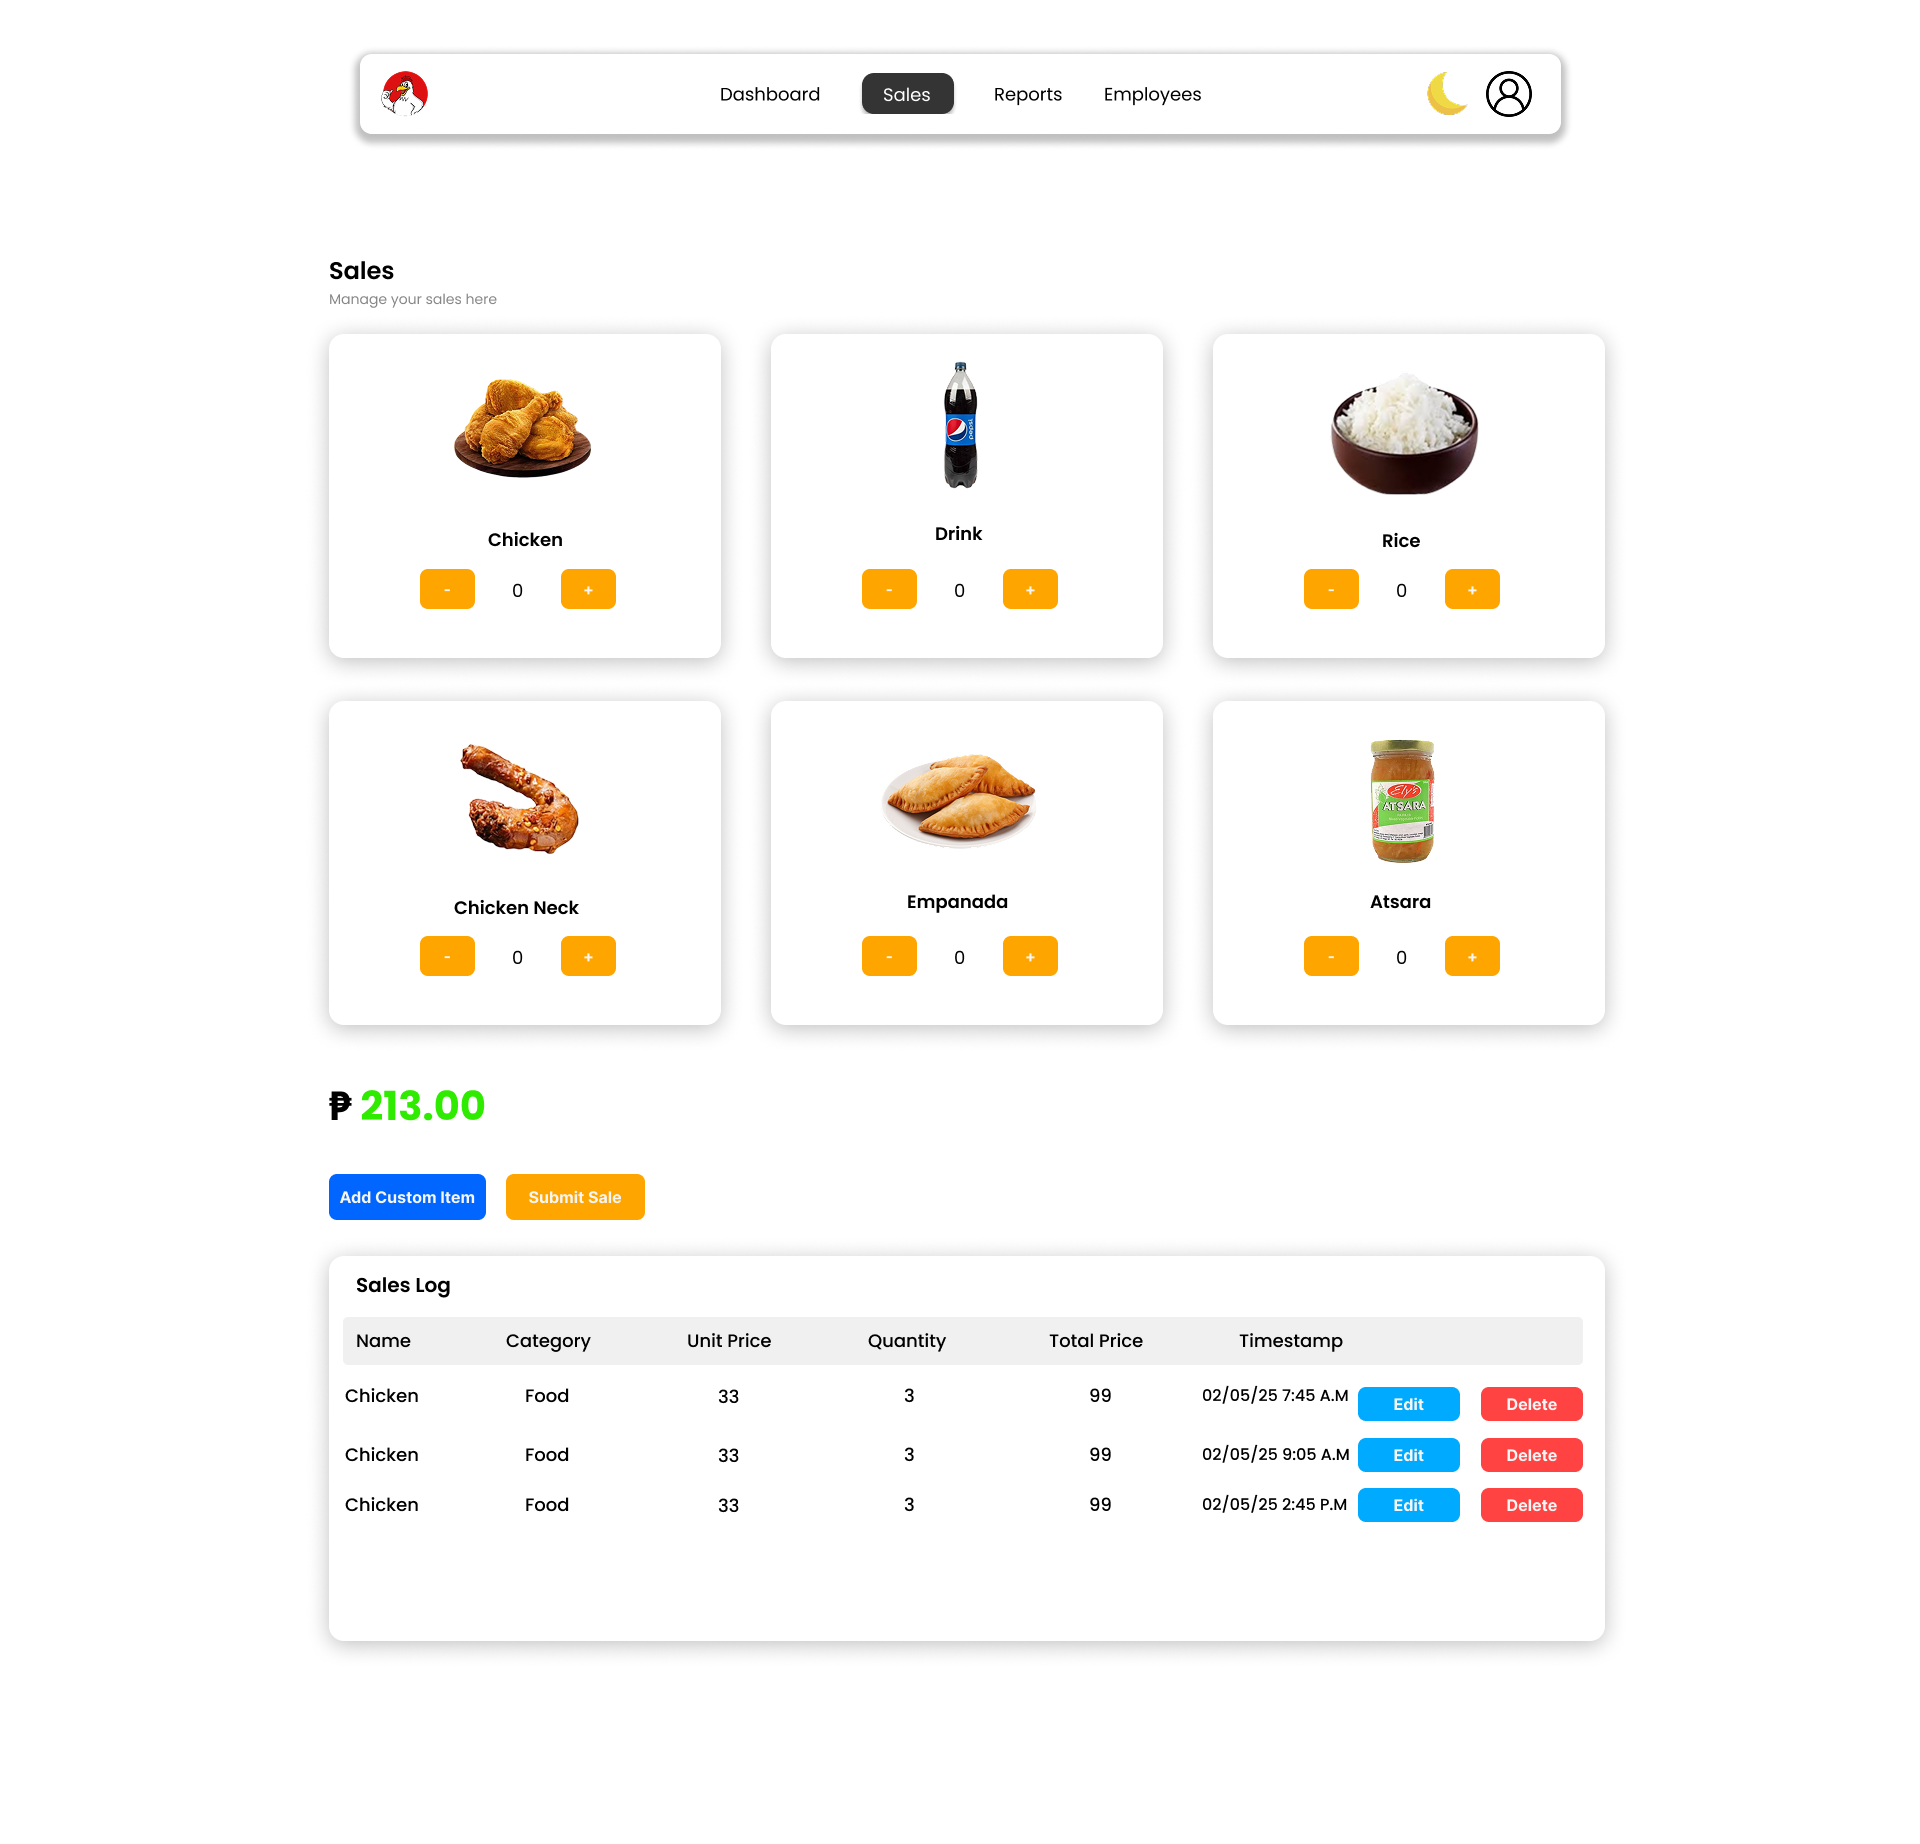 Dashboard Sales Reports Employees
Sales
Manage your sales here
pepsi
Chicken
- 0 +
Drink
- 0 +
Rice
- 0 +
Chicken Neck
- 0 +
Empanada
- 0 +
Ely's
ATSARA
Atsara
- 0 +
₱ 213.00
Add Custom Item Submit Sale
Sales Log
Name Category Unit Price Quantity Total Price Timestamp
Chicken Food 33 3 99 02/05/25 7:45 A.M Edit Delete
Chicken Food 33 3 99 02/05/25 9:05 A.M Edit Delete
Chicken Food 33 3 99 02/05/25 2:45 P.M Edit Delete